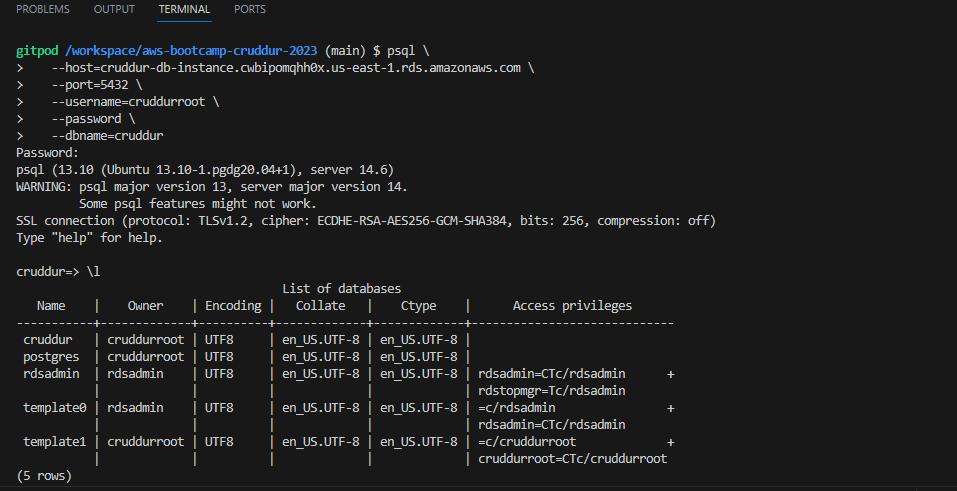 PROBLEMS OUTPUT TERMINAL PORTS
gitpod /workspace/aws-bootcamp-cruddur-2023 (main) $ psql \
>    --host=cruddur-db-instance.cwbipomqhh0x.us-east-1.rds.amazonaws.com \
>    --port=5432 \
>    --username=cruddurroot \
>    --password \
>    --dbname=cruddur
Password:
psql (13.10 (Ubuntu 13.10-1.pgdg20.04+1), server 14.6)
WARNING: psql major version 13, server major version 14.
         Some psql features might not work.
SSL connection (protocol: TLSv1.2, cipher: ECDHE-RSA-AES256-GCM-SHA384, bits: 256, compression: off)
Type "help" for help.
cruddur=> \l
                                      List of databases
   Name    |    Owner    | Encoding |   Collate   |    Ctype    |      Access privileges
-----------+-------------+----------+-------------+-------------+-----------------------------
 cruddur   | cruddurroot | UTF8     | en_US.UTF-8 | en_US.UTF-8 |
 postgres  | cruddurroot | UTF8     | en_US.UTF-8 | en_US.UTF-8 |
 rdsadmin  | rdsadmin    | UTF8     | en_US.UTF-8 | en_US.UTF-8 | rdsadmin=CTc/rdsadmin      +
           |             |          |             |             | rdstopmgr=Tc/rdsadmin
 template0 | rdsadmin    | UTF8     | en_US.UTF-8 | en_US.UTF-8 | =c/rdsadmin                +
           |             |          |             |             | rdsadmin=CTc/rdsadmin
 template1 | cruddurroot | UTF8     | en_US.UTF-8 | en_US.UTF-8 | =c/cruddurroot             +
           |             |          |             |             | cruddurroot=CTc/cruddurroot
(5 rows)